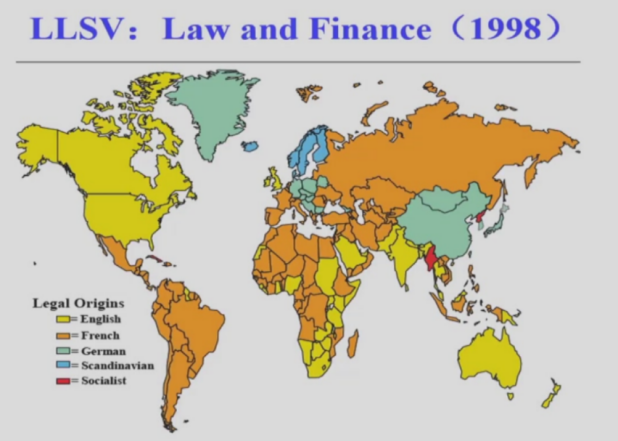 LLSV： Law and Finance（1998）
Legal Origins
= English
= French
= German
= Scandinavian
= Socialist